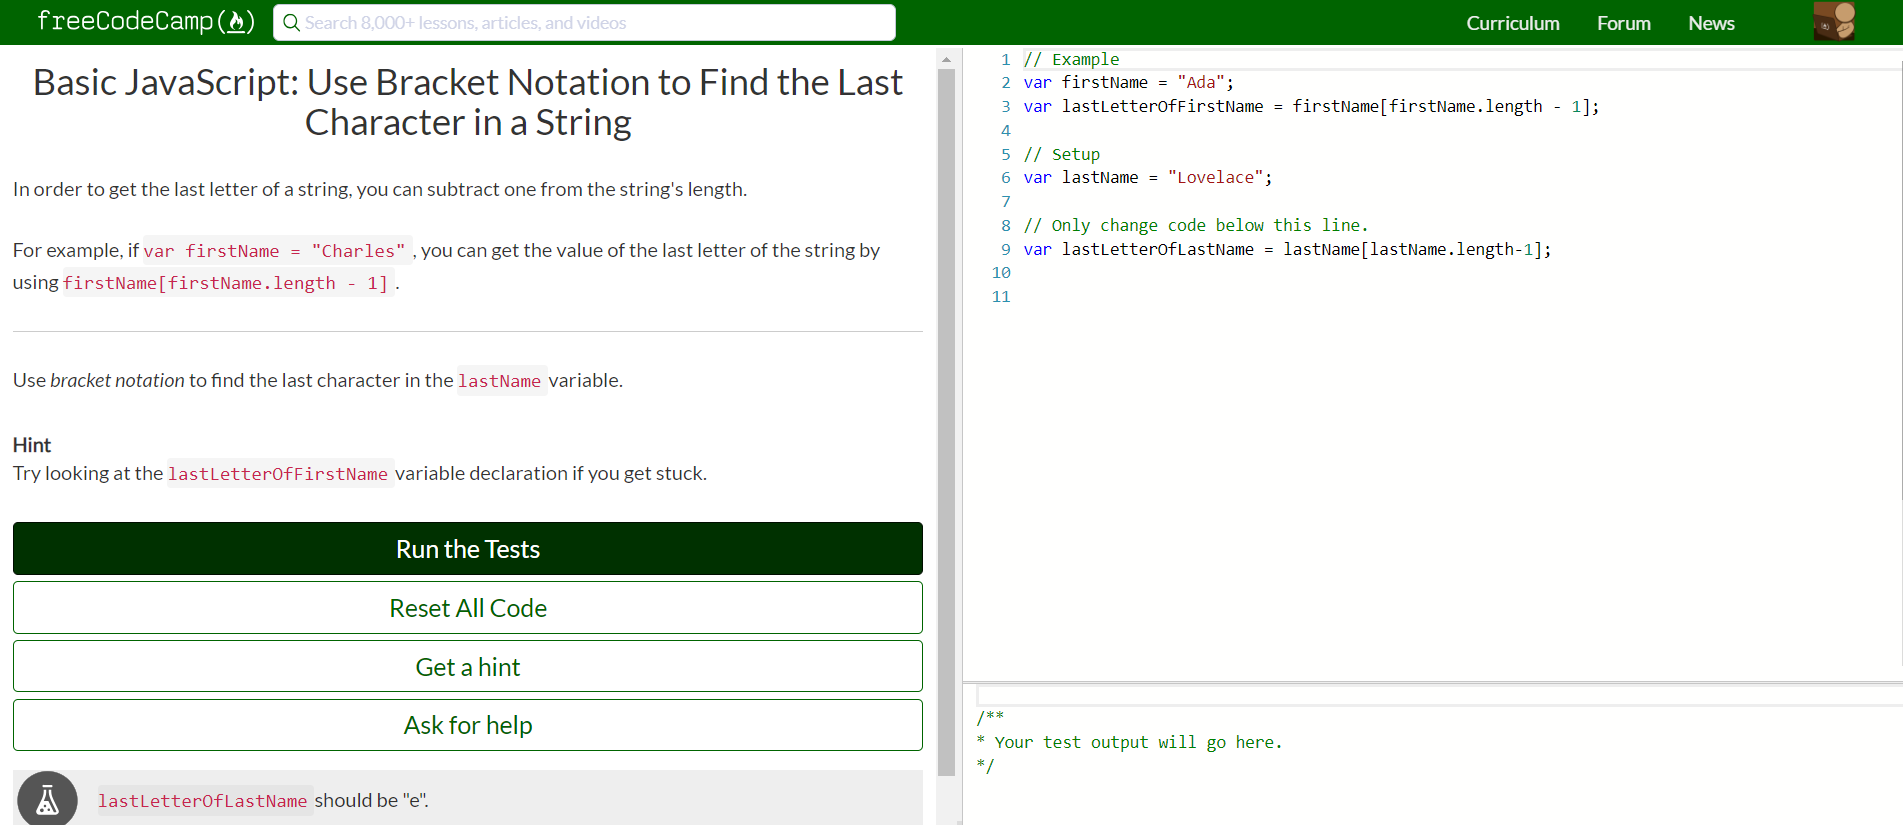 freeCodeCamp
Search 8,000+ lessons, articles, and videos
Curriculum Forum News
Basic JavaScript: Use Bracket Notation to Find the Last
Character in a String
In order to get the last letter of a string, you can subtract one from the string's length.
For example, if var firstName = "Charles" , you can get the value of the last letter of the string by
using firstName[firstName.length - 1] .
Use bracket notation to find the last character in the lastName variable.
Hint
Try looking at the lastLetterOfFirstName variable declaration if you get stuck.
Run the Tests
Reset All Code
Get a hint
Ask for help
lastLetterOfLastName should be "e".
1 // Example
2 var firstName = "Ada";
3 var lastLetterOfFirstName = firstName[firstName.length - 1];
4
5 // Setup
6 var lastName = "Lovelace";
7
8 // Only change code below this line.
9 var lastLetterOfLastName = lastName[lastName.length-1];
10
11
/**
* Your test output will go here.
*/